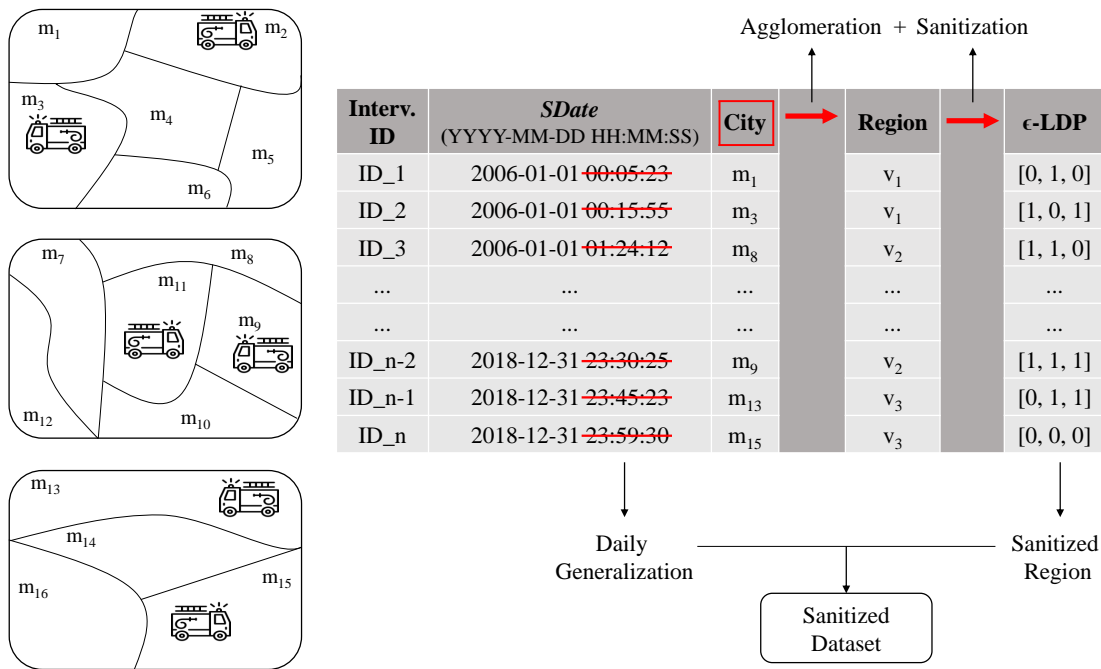 m1
m2
m3
m4
m5
m6
m7
m8
m11
m9
m12
m10
m13
m14
m15
m16
Agglomeration + Sanitization
Interv. ID SDate (YYYY-MM-DD HH:MM:SS) City Region ϵ-LDP
ID_1 2006-01-01 00:05:23 m1 v1 [0, 1, 0]
ID_2 2006-01-01 00:15:55 m3 v1 [1, 0, 1]
ID_3 2006-01-01 01:24:12 m8 v2 [1, 1, 0]
... ... ... ... ...
... ... ... ... ...
ID_n-2 2018-12-31 23:30:25 m9 v2 [1, 1, 1]
ID_n-1 2018-12-31 23:45:23 m13 v3 [0, 1, 1]
ID_n 2018-12-31 23:59:30 m15 v3 [0, 0, 0]
Daily
Generalization
Sanitized
Region
Sanitized
Dataset